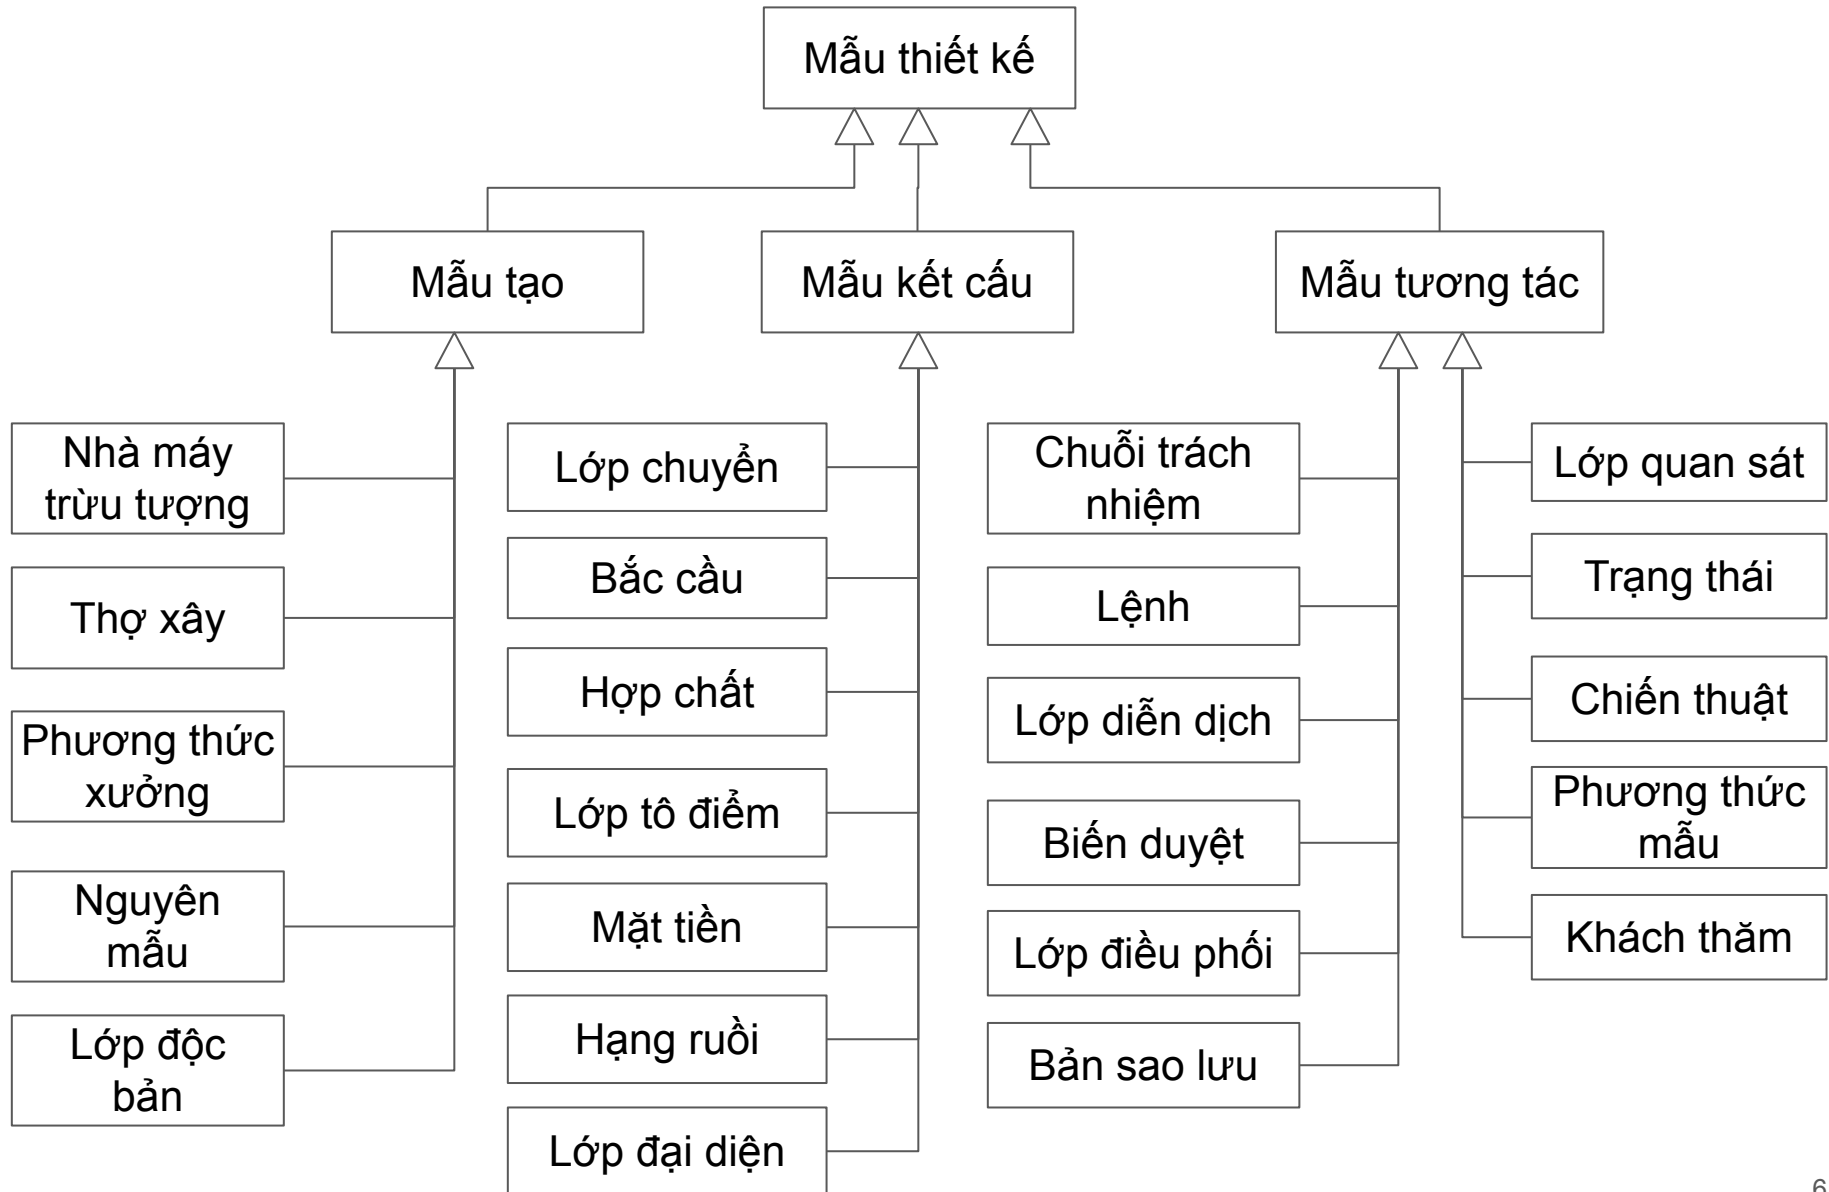 Mẫu thiết kế
Mẫu tạo
Mẫu kết cấu
Mẫu tương tác
Nhà máy
trừu tượng
Thợ xây
Phương thức
xưởng
Nguyên
mẫu
Lớp độc
bản
Lớp chuyển
Bắc cầu
Hợp chất
Lớp tô điểm
Mặt tiền
Hạng ruồi
Lớp đại diện
Chuỗi trách
nhiệm
Lệnh
Lớp diễn dịch
Biến duyệt
Lớp điều phối
Bản sao lưu
Lớp quan sát
Trạng thái
Chiến thuật
Phương thức
mẫu
Khách thăm
6